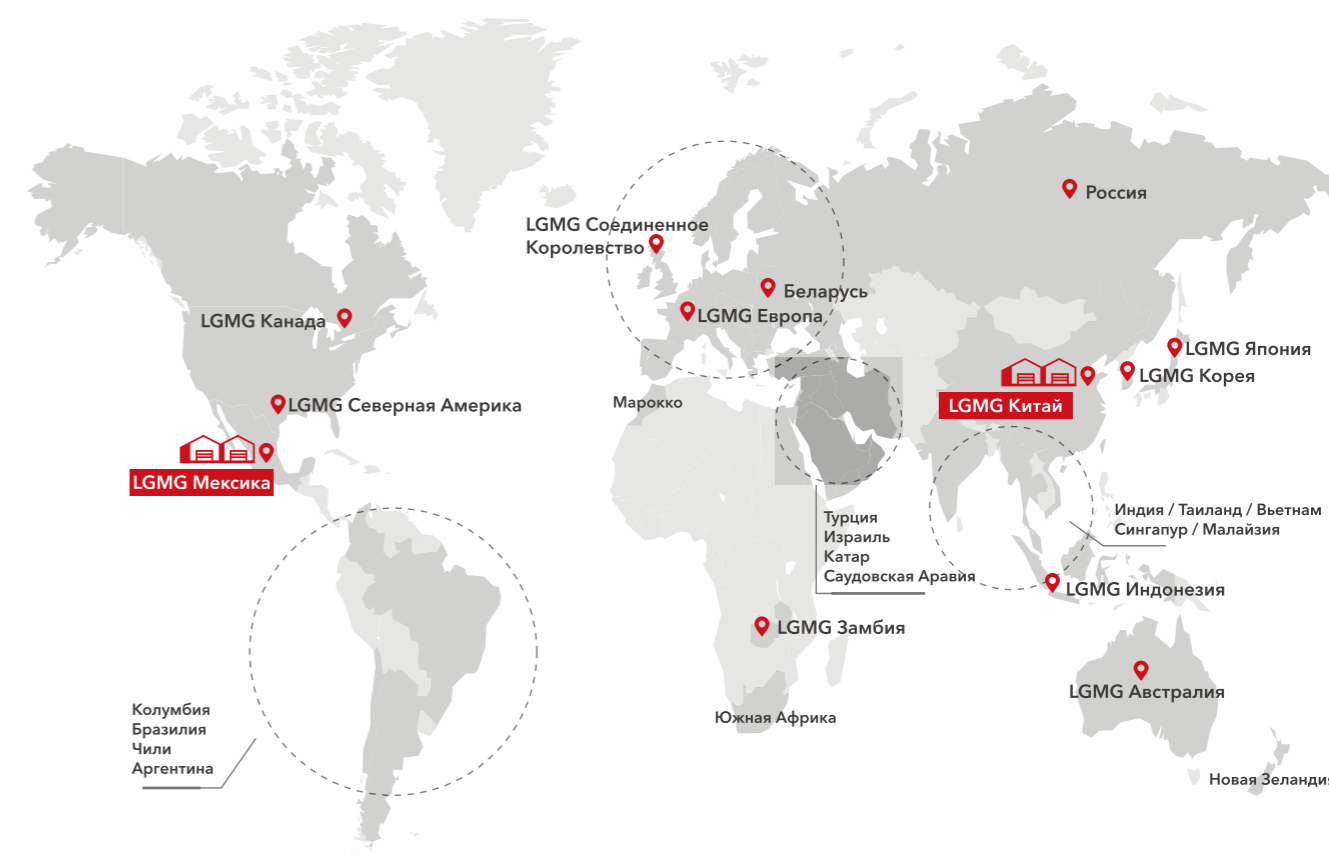 Россия
LGMG Соединенное
Королевство
Беларусь
LGMG Европа
LGMG Канада
LGMG Япония
LGMG Корея
LGMG Китай
LGMG Северная Америка
Марокко
LGMG Мексика
Индия / Таиланд / Вьетнам
Сингапур / Малайзия
Турция
Израиль
Катар
Саудовская Аравия
LGMG Индонезия
LGMG Замбия
LGMG Австралия
Южная Африка
Колумбия
Бразилия
Чили
Аргентина
Новая Зеландия